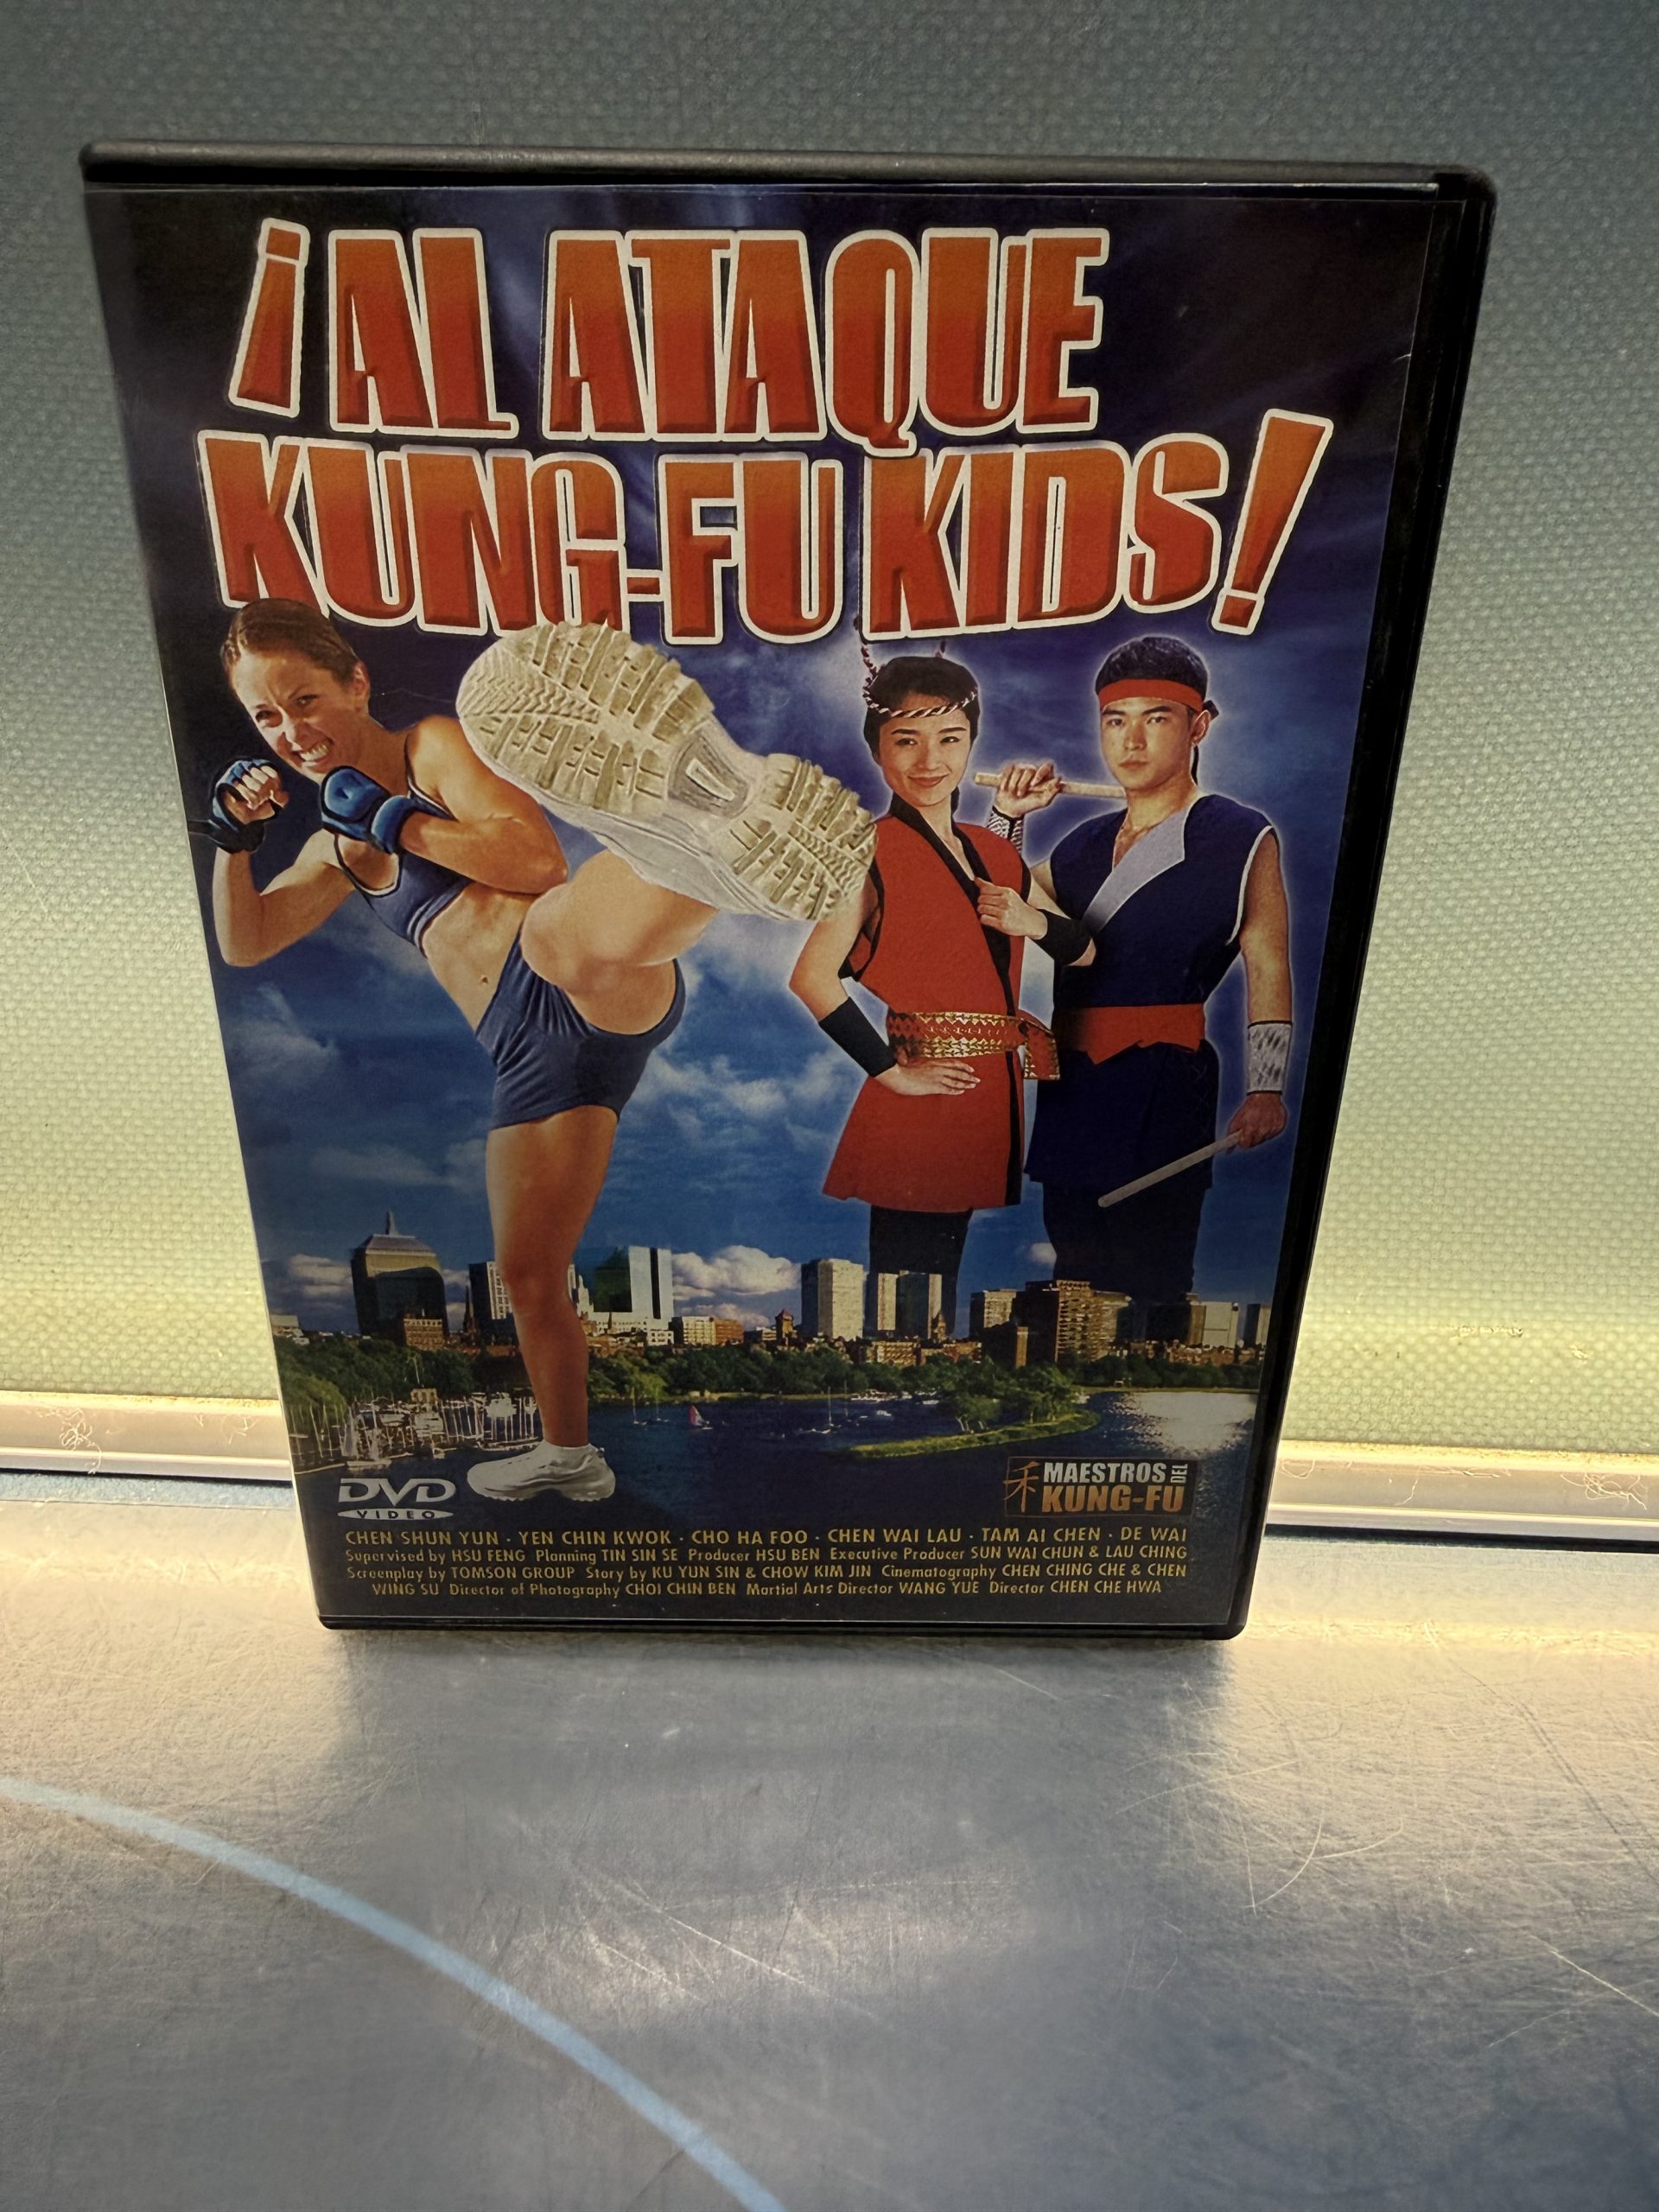 ¡AL ATAQUE
KUNG-FU KIDS!
DVD
VIDEO
禾
MAESTROS DEL
KUNG-FU
CHEN SHUN YUN · YEN CHIN KWOK · CHO HA FOO · CHEN WAI LAU · TAM AI CHEN · DE WAI
Supervised by HSU FENG Planning TIN SIN SE Producer HSU BEN Executive Producer SUN WAI CHUN & LAU CHING
Screenplay by TOMSON GROUP Story by KU YUN SIN & CHOW KIM JIN Cinematography CHEN CHING CHE & CHEN
WING SU Director of Photography CHOI CHIN BEN Martial Arts Director WANG YUE Director CHEN CHE HWA